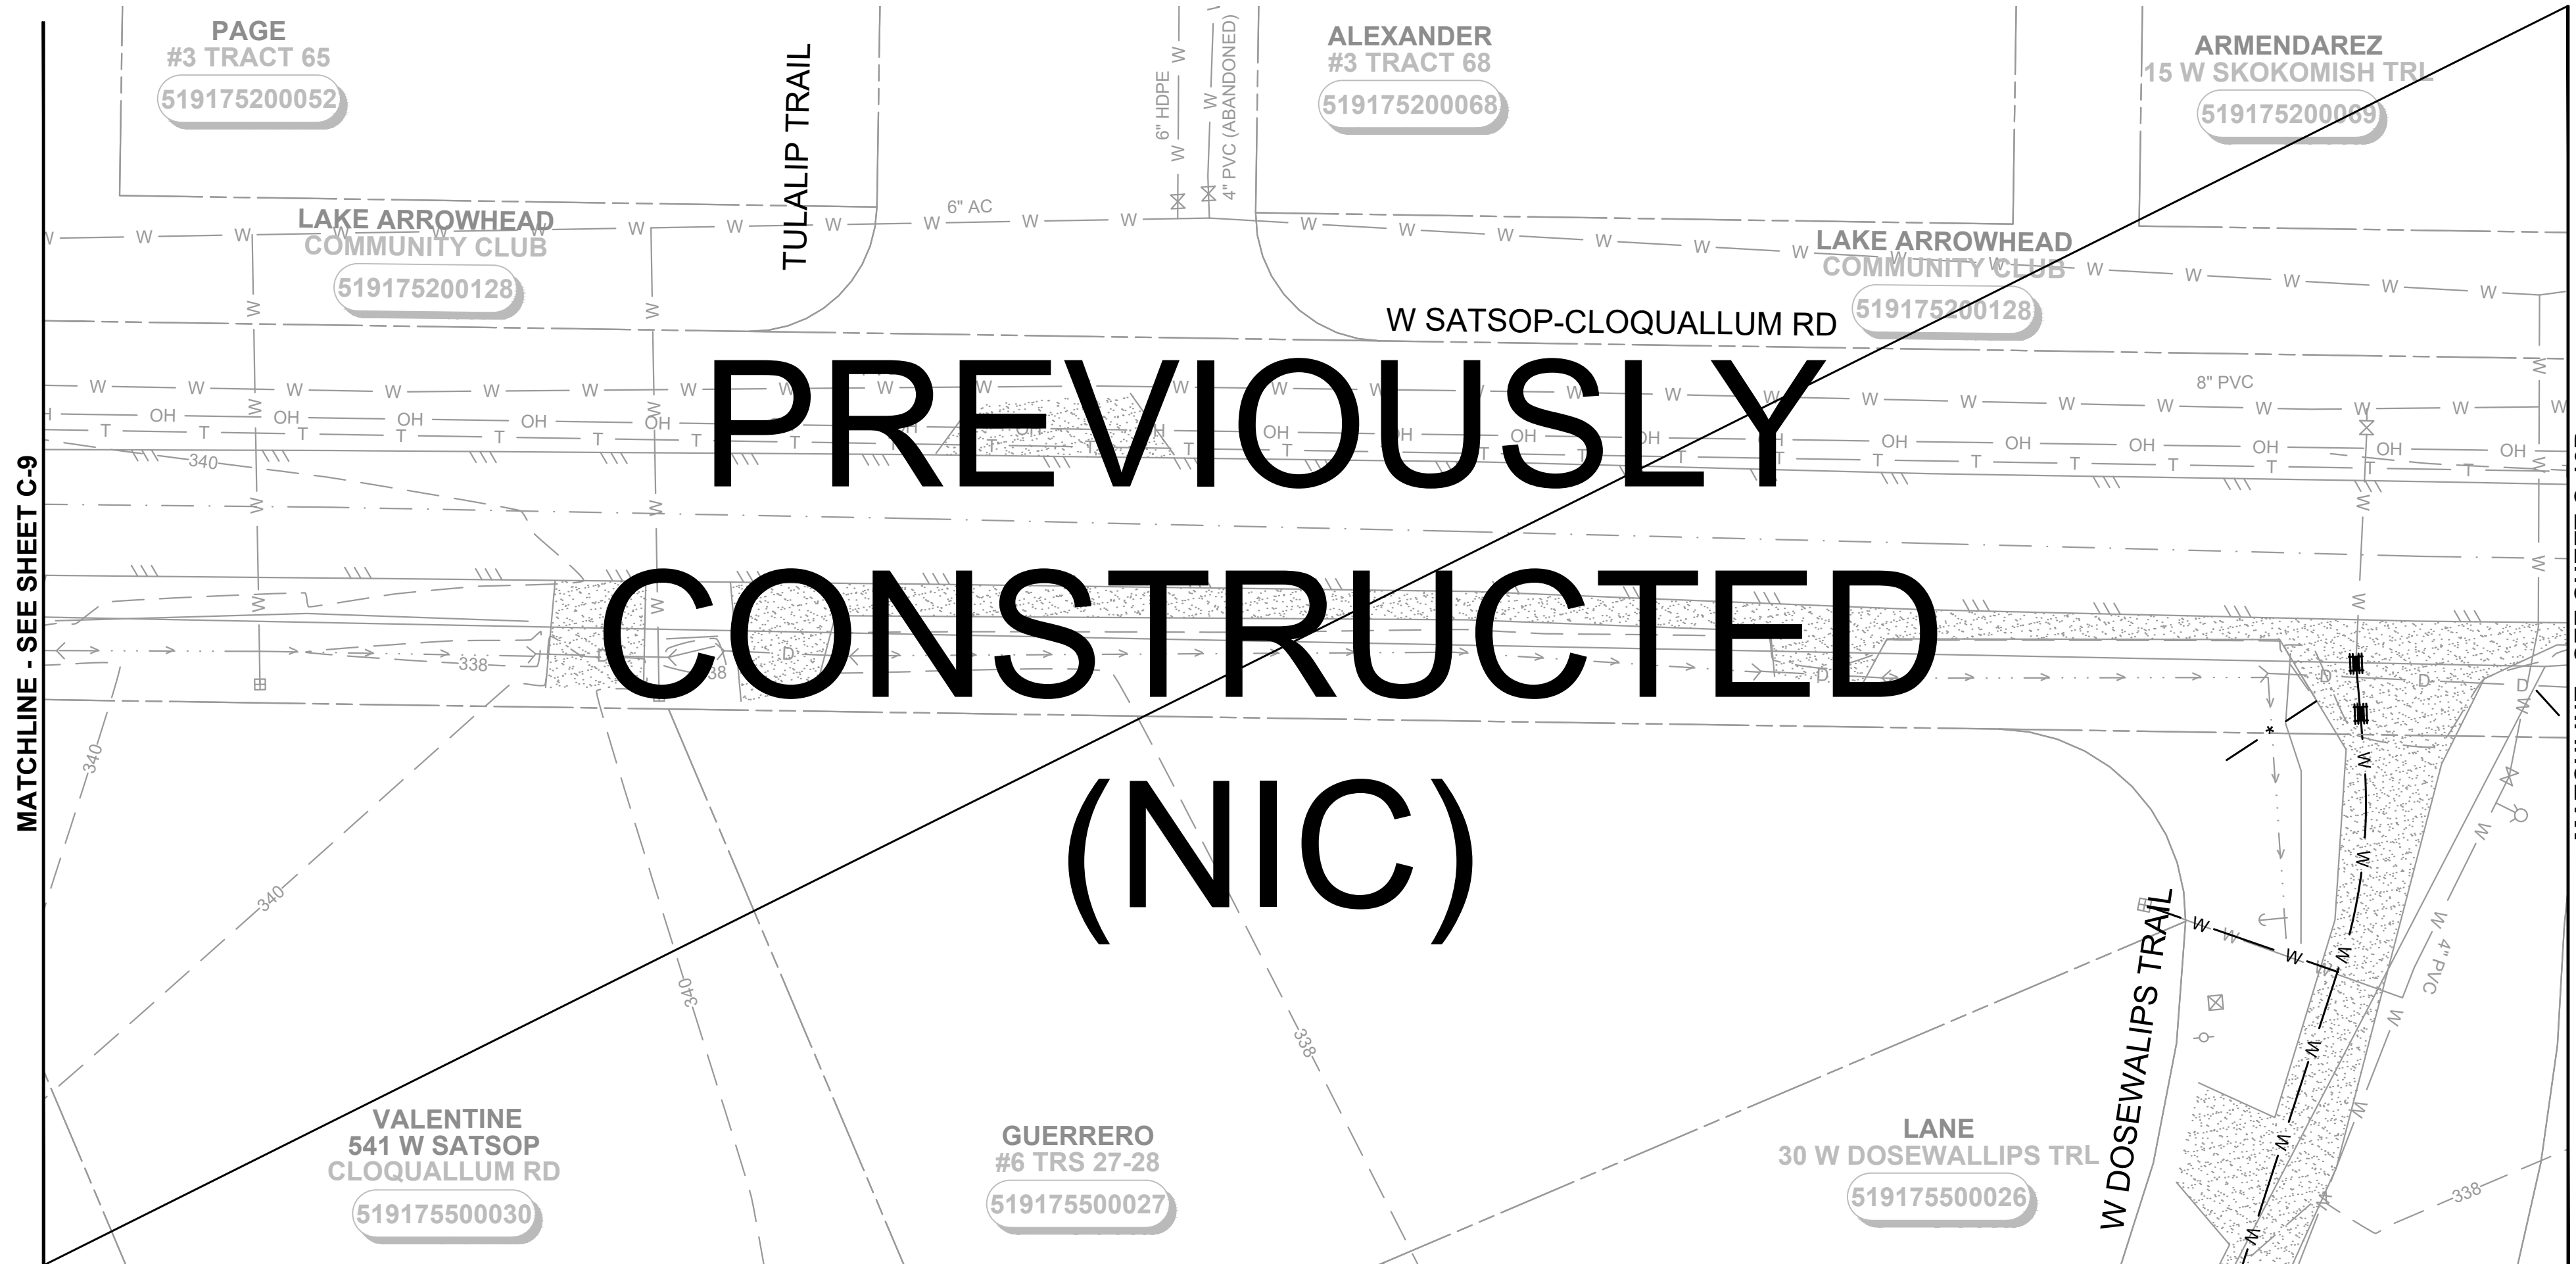 PAGE
#3 TRACT 65
519175200052
TULALIP TRAIL
6" HDPE
4" PVC (ABANDONED)
ALEXANDER
#3 TRACT 68
519175200068
ARMENDAREZ
15 W SKOKOMISH TRL
519175200069
LAKE ARROWHEAD
COMMUNITY CLUB
519175200128
6" AC
LAKE ARROWHEAD
COMMUNITY CLUB
519175200128
W SATSOP-CLOQUALLUM RD
8" PVC
PREVIOUSLY
CONSTRUCTED
(NIC)
MATCHLINE - SEE SHEET C-9
340
338
38
340
340
340
338
W DOSEWALIPS TRAIL
W 4" PVC
VALENTINE
541 W SATSOP
CLOQUALLUM RD
519175500030
GUERRERO
#6 TRS 27-28
519175500027
LANE
30 W DOSEWALLIPS TRL
519175500026
338